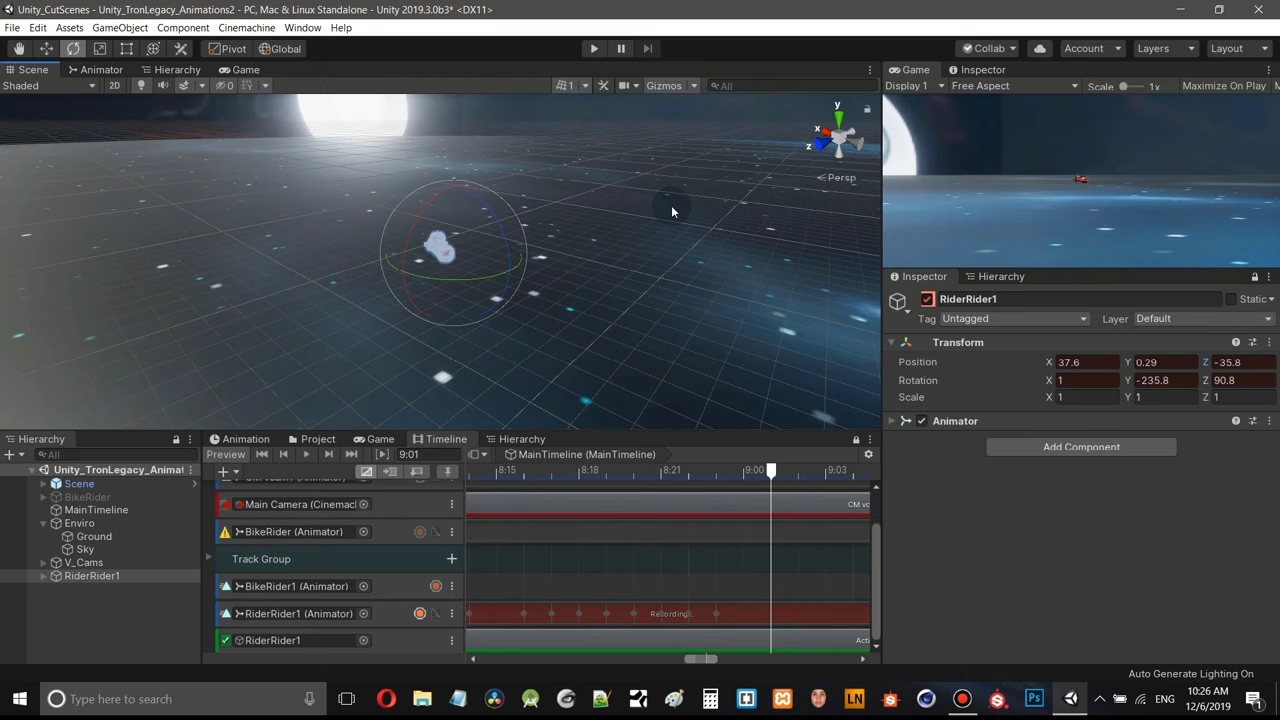 Unity_CutScenes - Unity_TronLegacy_Animations2 - PC, Mac & Linux Standalone - Unity 2019.3.0b3* <DX11>
File Edit Assets GameObject Component Cinemachine Window Help
Pivot Global Collab Account Layers Layout
Scene Animator Hierarchy Game Game Inspector
Shaded 2D 0 1 Gizmos All Display 1 Free Aspect Scale 1x Maximize On Play
y
x
z
Persp
Inspector Hierarchy
RiderRider1 Static
Tag Untagged Layer Default
Transform
Position X 37.6 Y 0.29 Z -35.8
Rotation X 1 Y -235.8 Z 90.8
Scale X 1 Y 1 Z 1
Animator
Add Component
Hierarchy Animation Project Game Timeline Hierarchy
All Preview 9:01 MainTimeline (MainTimeline)
Unity_TronLegacy_Animat 8:15 8:18 8:21 9:00 9:03
Scene
BikeRider
MainTimeline Main Camera (Cinemacl CM vc
Enviro BikeRider (Animator)
Ground
Sky Track Group
V_Cams
RiderRider1 BikeRider1 (Animator)
RiderRider1 (Animator) Recording...
RiderRider1 Acti
Auto Generate Lighting On
Type here to search LN ENG 10:26 AM
12/6/2019
Ps
1